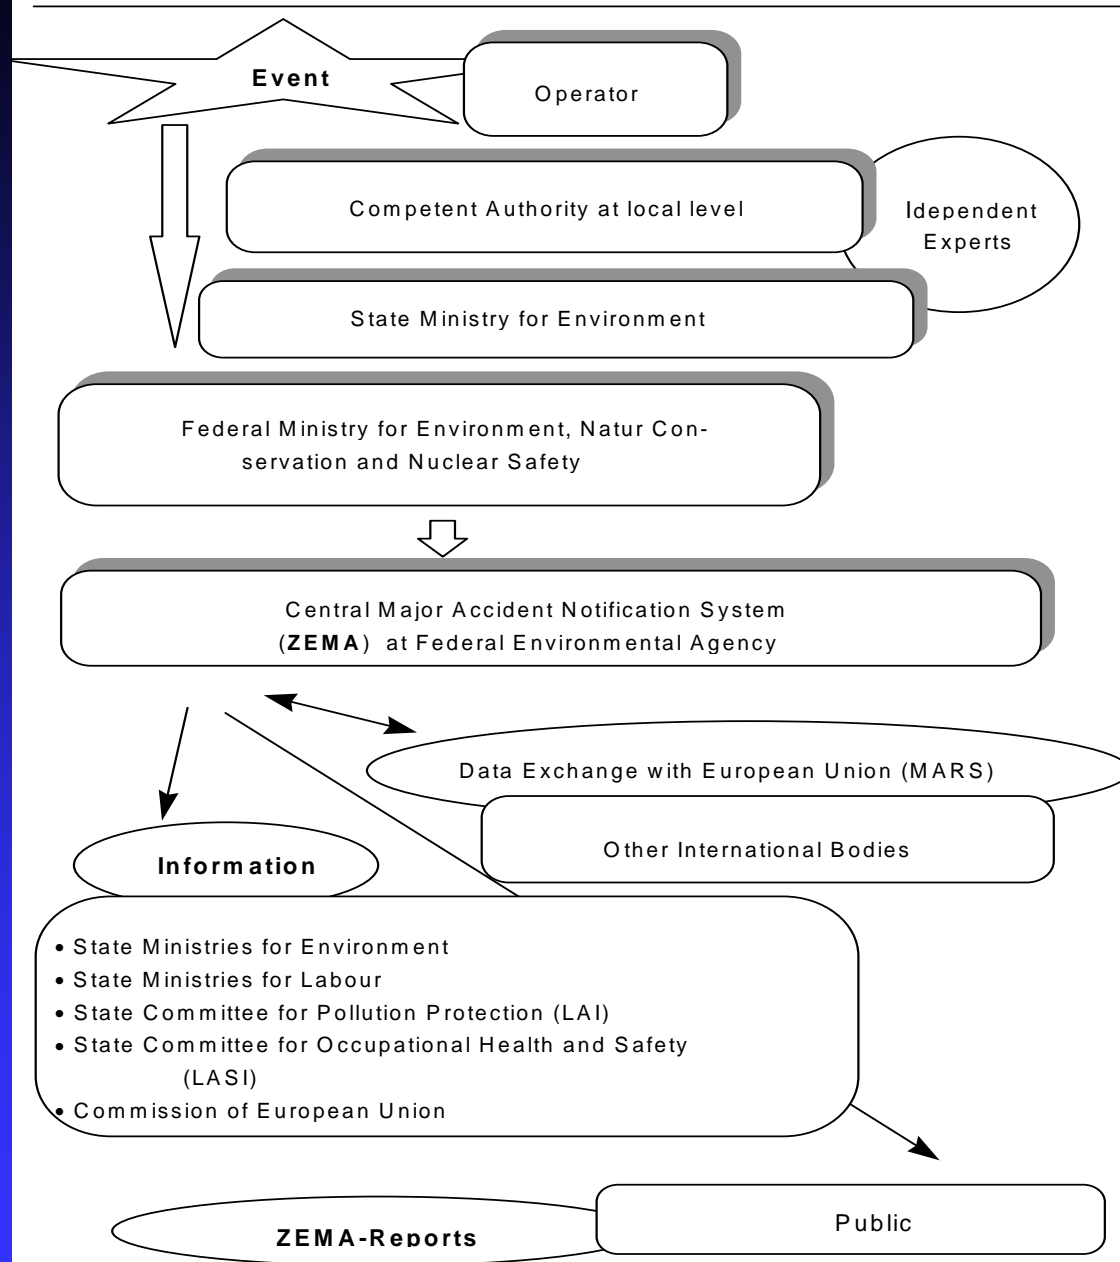 Event
Operator
Competent Authority at local level
Idependent
Experts
State Ministry for Environment
Federal Ministry for Environment, Natur Con-
servation and Nuclear Safety
Central Major Accident Notification System
(ZEMA) at Federal Environmental Agency
Data Exchange with European Union (MARS)
Other International Bodies
Information
• State Ministries for Environment
• State Ministries for Labour
• State Committee for Pollution Protection (LAI)
• State Committee for Occupational Health and Safety
(LASI)
• Commission of European Union
Public
ZEMA-Reports